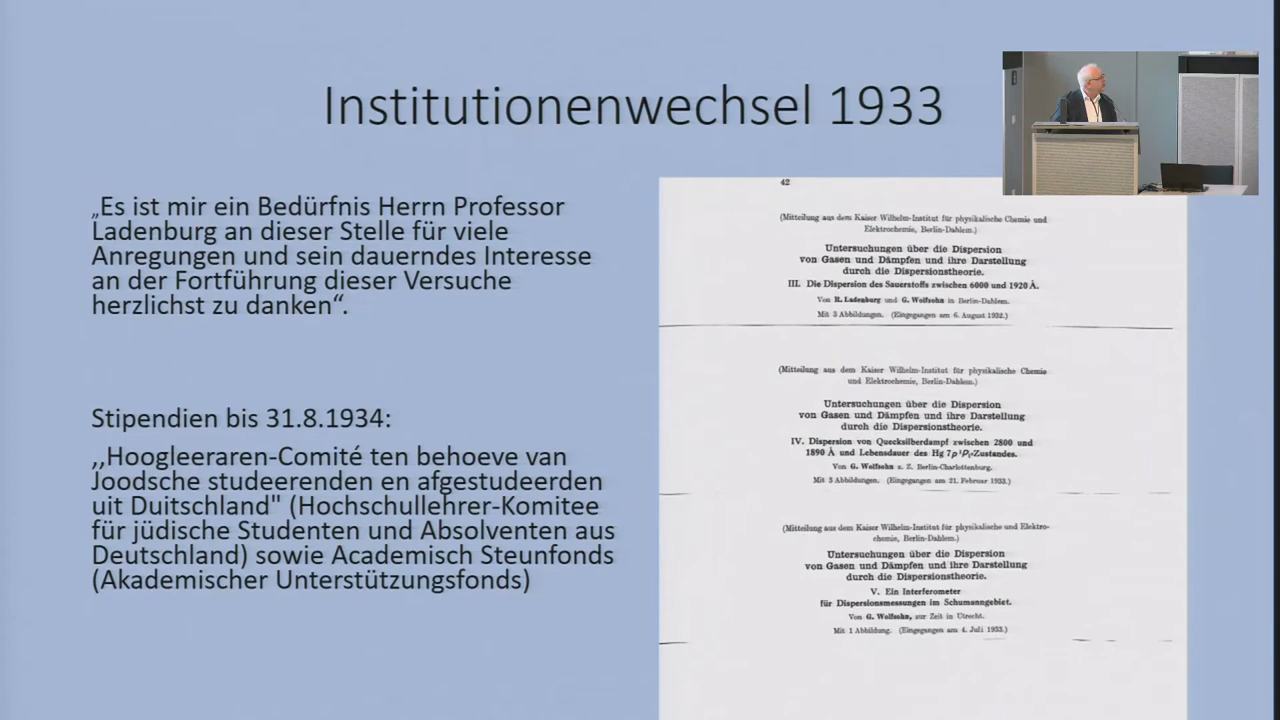 Institutionenwechsel 1933
„Es ist mir ein Bedürfnis Herrn Professor
Ladenburg an dieser Stelle für viele
Anregungen und sein dauerndes Interesse
an der Fortführung dieser Versuche
herzlichst zu danken“.
Stipendien bis 31.8.1934:
,,Hoogleeraren-Comité ten behoeve van
Joodsche studeerenden en afgestudeerden
uit Duitschland" (Hochschullehrer-Komitee
für jüdische Studenten und Absolventen aus
Deutschland) sowie Academisch Steunfonds
(Akademischer Unterstützungsfonds)
42
(Mitteilung aus dem Kaiser Wilhelm-Institut für physikalische Chemie und
Elektrochemie, Berlin-Dahlem.)
Untersuchungen über die Dispersion
von Gasen und Dämpfen und ihre Darstellung
durch die Dispersionstheorie.
III. Die Dispersion des Sauerstoffs zwischen 6000 und 1920 Å.
Von R. Ladenburg und G. Wolfsohn in Berlin-Dahlem.
Mit 3 Abbildungen. (Eingegangen am 6. August 1932.)
(Mitteilung aus dem Kaiser Wilhelm-Institut für physikalische Chemie
und Elektrochemie, Berlin-Dahlem.)
Untersuchungen über die Dispersion
von Gasen und Dämpfen und ihre Darstellung
durch die Dispersionstheorie.
IV. Dispersion von Quecksilberdampf zwischen 2800 und
1890 Å und Lebensdauer des Hg 7p ¹P₁-Zustandes.
Von G. Wolfsohn z. Z. Berlin-Charlottenburg.
Mit 5 Abbildungen. (Eingegangen am 21. Februar 1933.)
(Mitteilung aus dem Kaiser Wilhelm-Institut für physikalische und Elektro-
chemie, Berlin-Dahlem.)
Untersuchungen über die Dispersion
von Gasen und Dämpfen und ihre Darstellung
durch die Dispersionstheorie.
V. Ein Interferometer
für Dispersionsmessungen im Schumanngebiet.
Von G. Wolfsohn, zur Zeit in Utrecht.
Mit 1 Abbildung. (Eingegangen am 4. Juli 1933.)